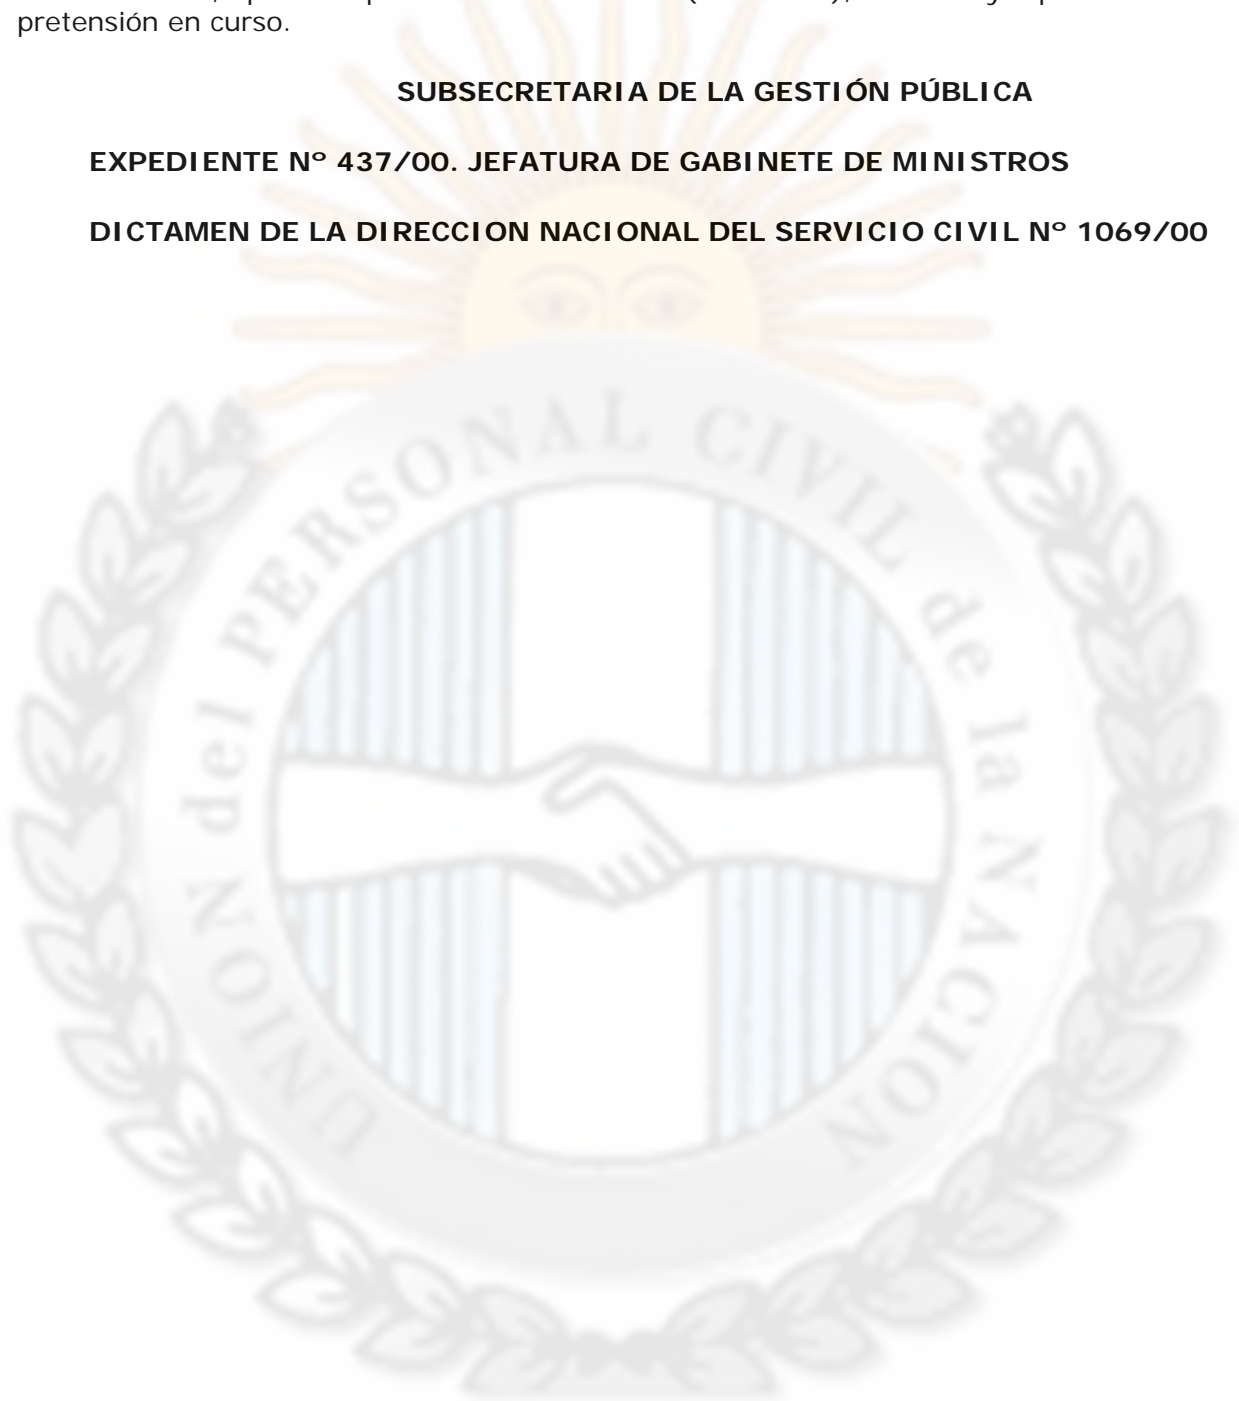 pretensión en curso.
SUBSECRETARIA DE LA GESTIÓN PÚBLICA
EXPEDIENTE Nº 437/00. JEFATURA DE GABINETE DE MINISTROS
DICTAMEN DE LA DIRECCION NACIONAL DEL SERVICIO CIVIL Nº 1069/00
UNION del PERSONAL CIVIL de la NACION